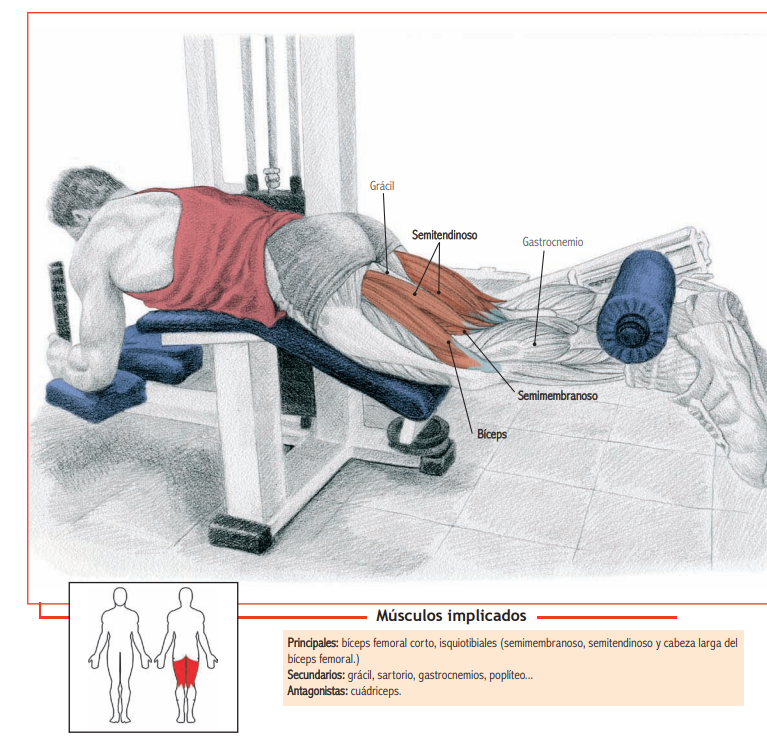 Grácil
Semitendinoso
Gastrocnemio
Semimembranoso
Bíceps
Músculos implicados
Principales: bíceps femoral corto, isquiotibiales (semimembranoso, semitendinoso y cabeza larga del
bíceps femoral.)
Secundarios: grácil, sartorio, gastrocnemios, poplíteo...
Antagonistas: cuádriceps.